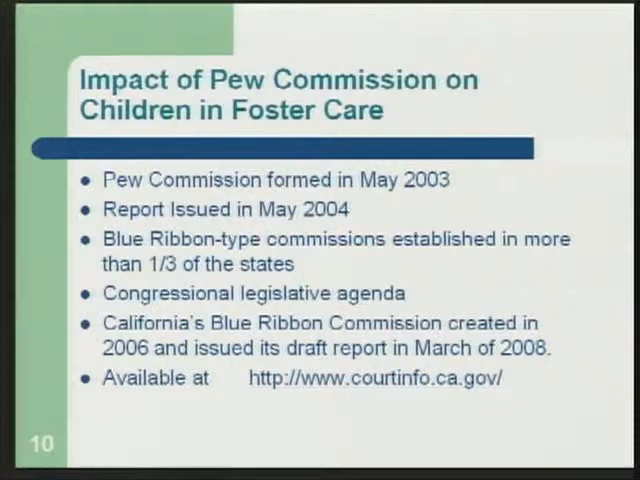 Impact of Pew Commission on
Children in Foster Care
● Pew Commission formed in May 2003
● Report Issued in May 2004
● Blue Ribbon-type commissions established in more
than 1/3 of the states
● Congressional legislative agenda
● California's Blue Ribbon Commission created in
2006 and issued its draft report in March of 2008.
● Available at http://www.courtinfo.ca.gov/
10